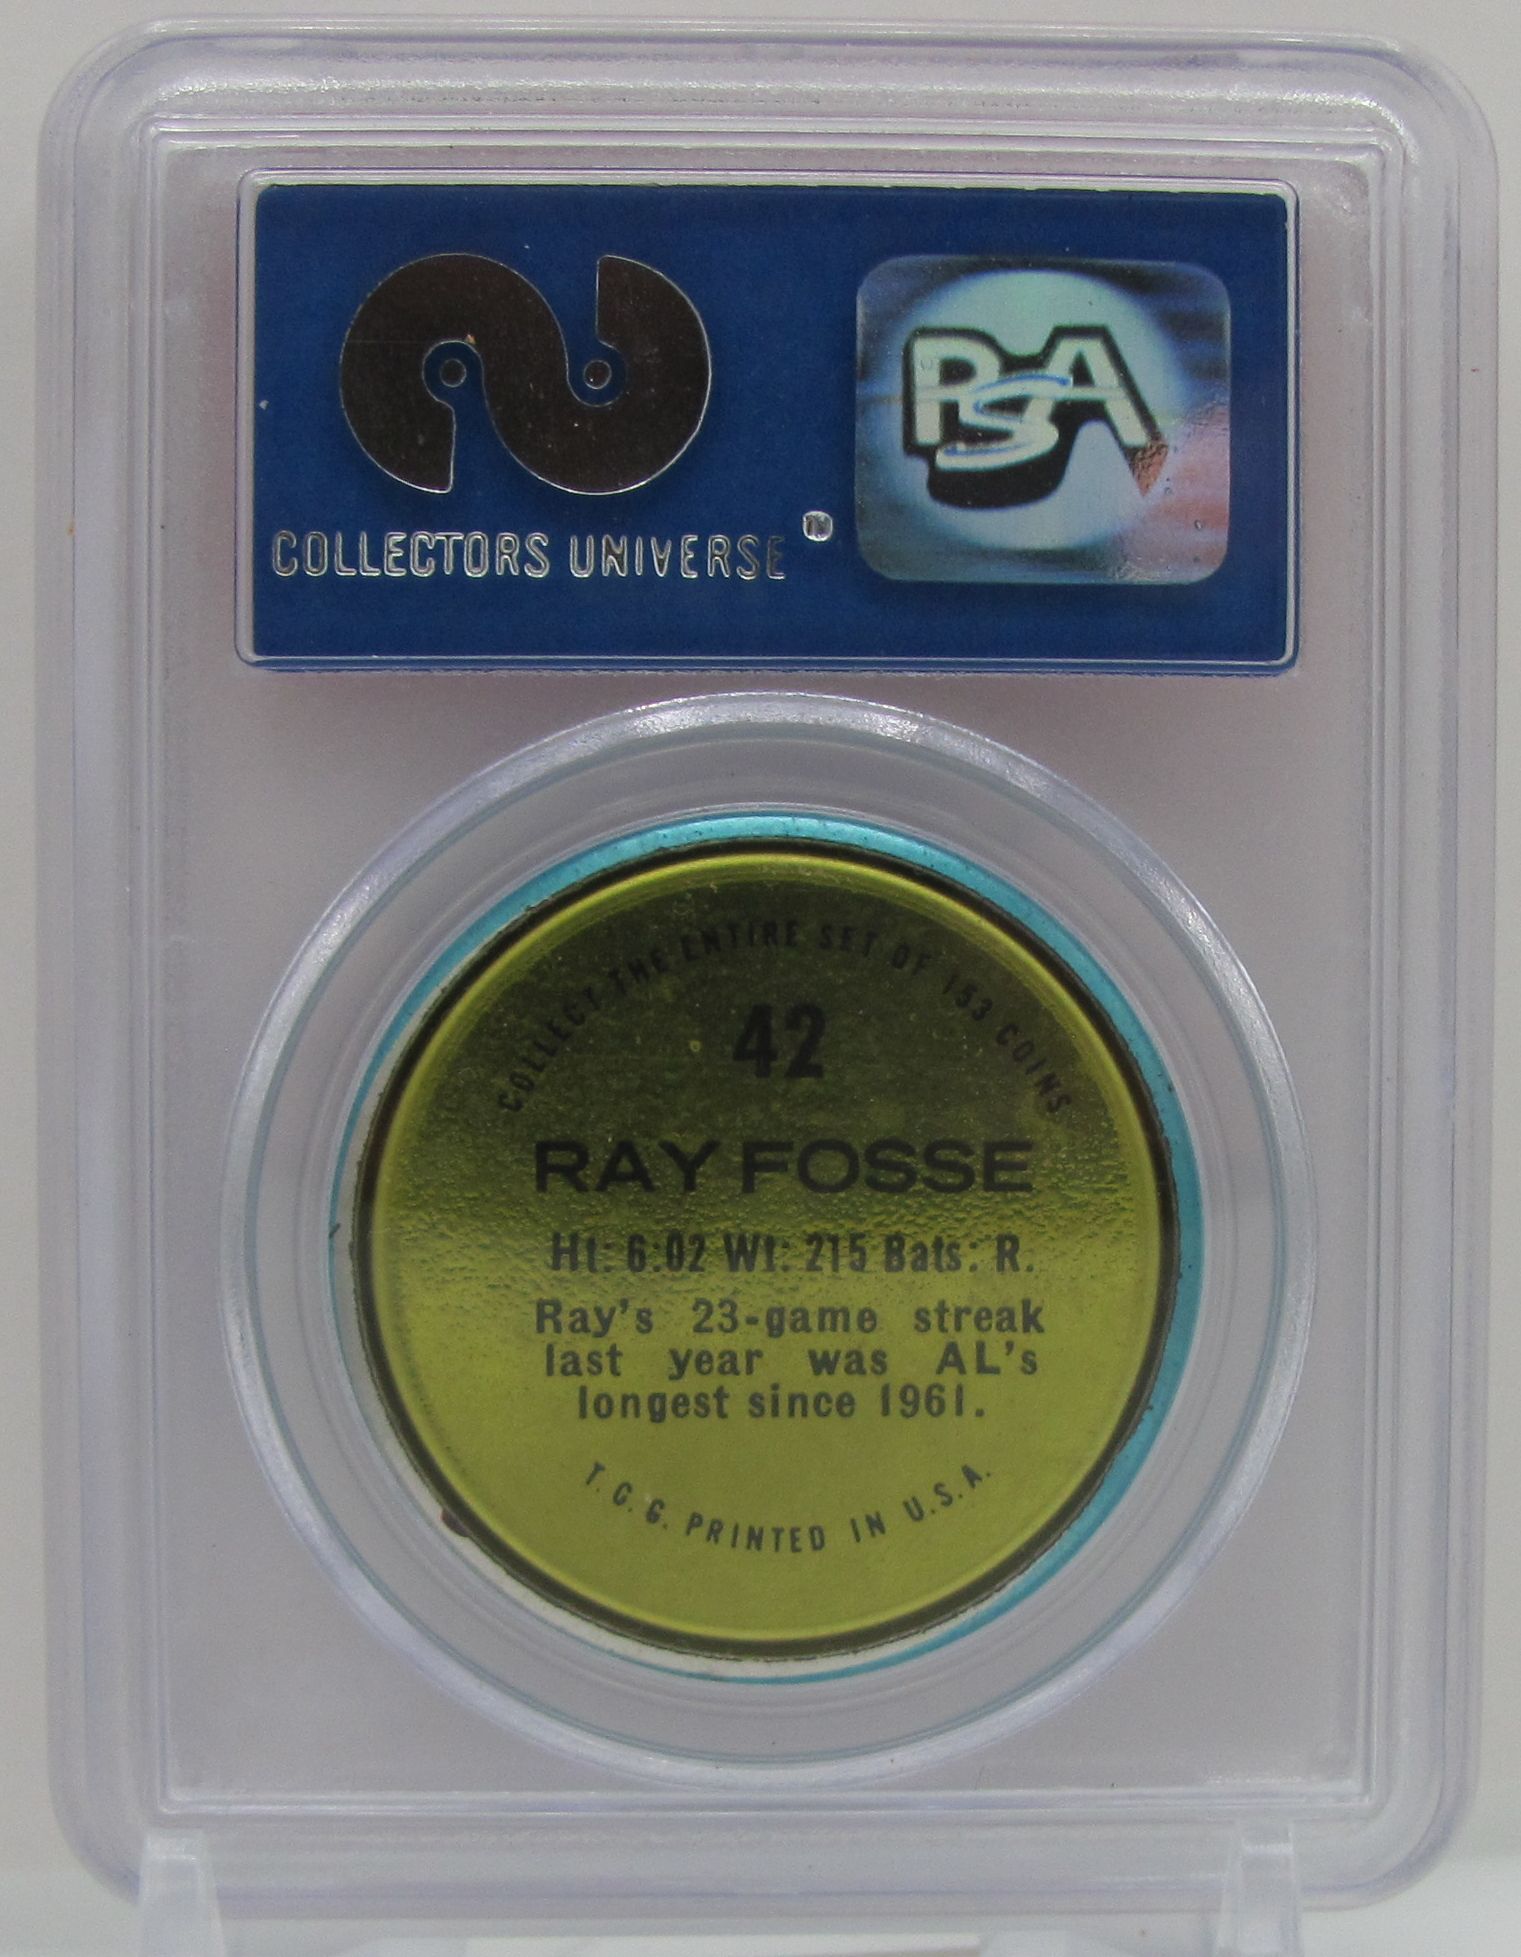 COLLECTORS UNIVERSE ®
PSA
COLLECT THE ENTIRE SET OF 153 COINS
42
RAY FOSSE
Ht: 6:02 Wt: 215 Bats: R.
Ray's 23-game streak
last year was AL's
longest since 1961.
T. C. G. PRINTED IN U.S.A.